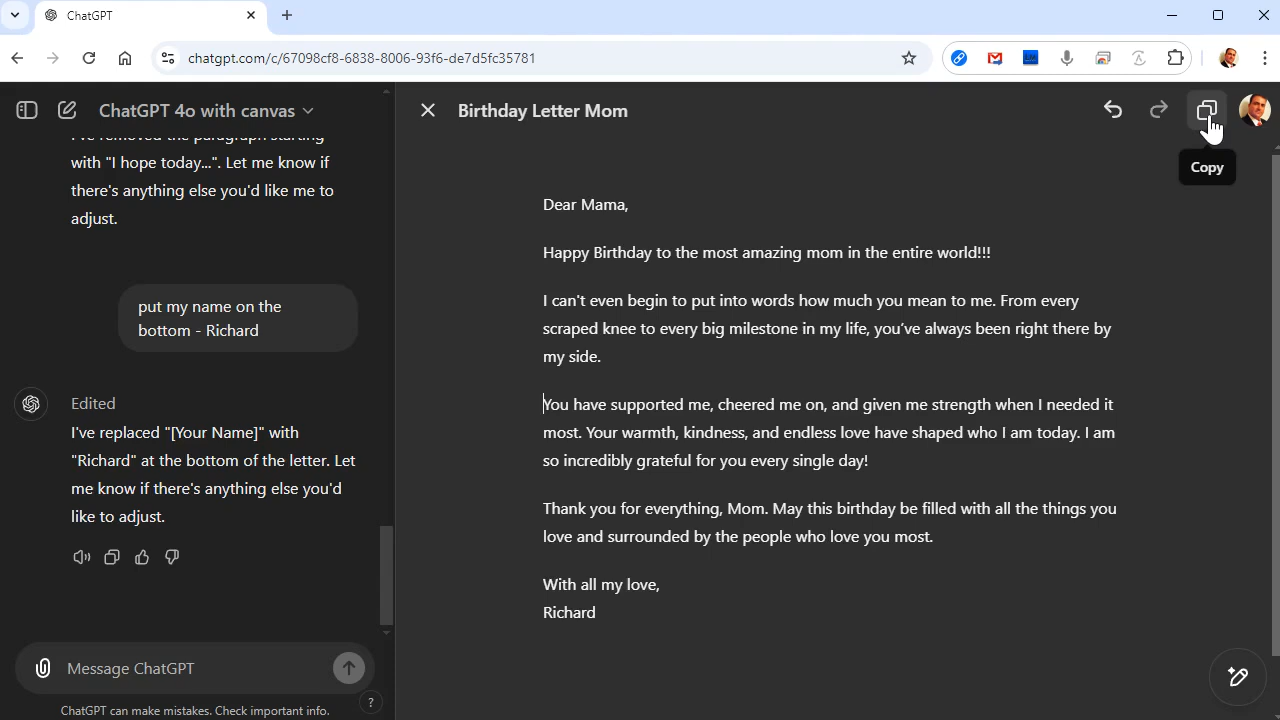 ChatGPT
chatgpt.com/c/67098cf8-6838-8006-93f6-de7d5fc35781
ChatGPT 4o with canvas
I've removed the paragraph starting
with "I hope today...". Let me know if
there's anything else you'd like me to
adjust.
put my name on the
bottom - Richard
Edited
I've replaced "[Your Name]" with
"Richard" at the bottom of the letter. Let
me know if there's anything else you'd
like to adjust.
Message ChatGPT
?
ChatGPT can make mistakes. Check important info.
Birthday Letter Mom
Copy
Dear Mama,
Happy Birthday to the most amazing mom in the entire world!!!
I can't even begin to put into words how much you mean to me. From every
scraped knee to every big milestone in my life, you’ve always been right there by
my side.
You have supported me, cheered me on, and given me strength when I needed it
most. Your warmth, kindness, and endless love have shaped who I am today. I am
so incredibly grateful for you every single day!
Thank you for everything, Mom. May this birthday be filled with all the things you
love and surrounded by the people who love you most.
With all my love,
Richard